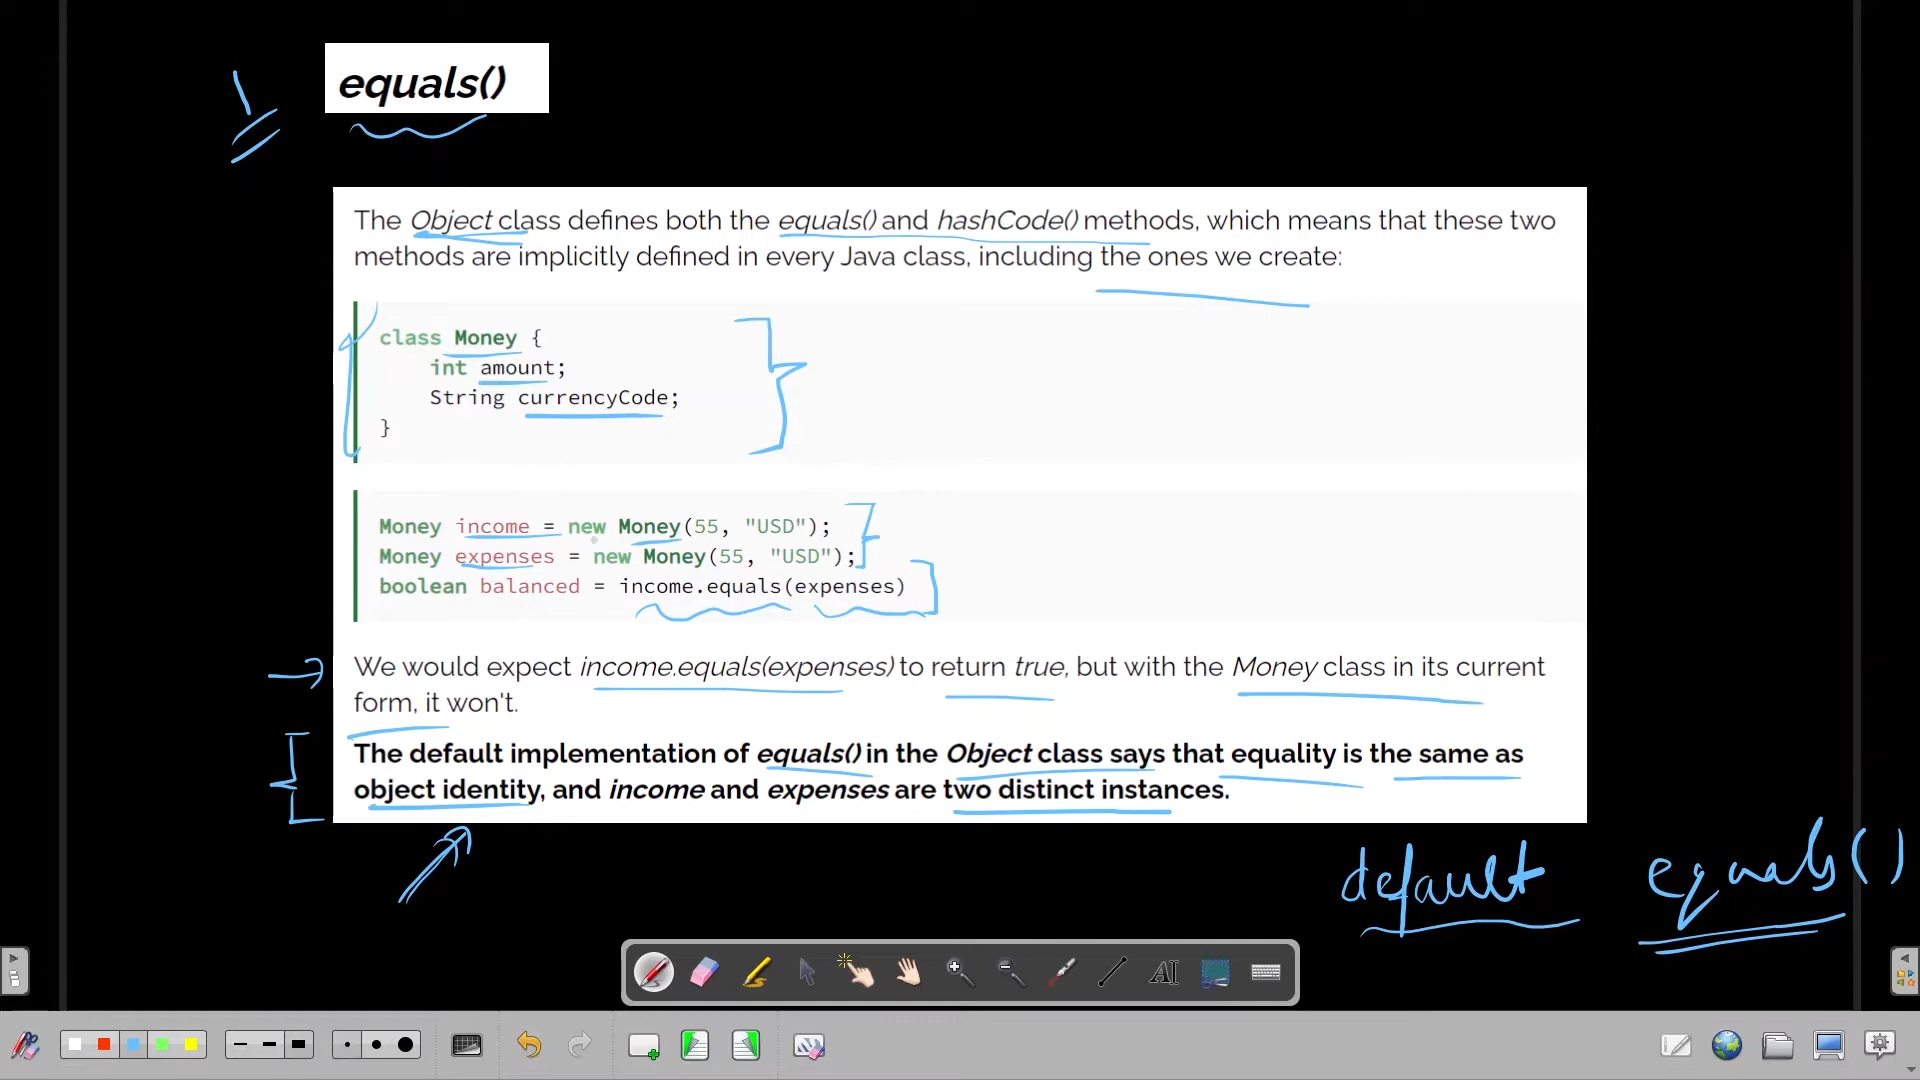 1
equals()
The Object class defines both the equals() and hashCode() methods, which means that these two
methods are implicitly defined in every Java class, including the ones we create:
class Money {
int amount;
String currencyCode;
}
Money income = new Money(55, "USD");
Money expenses = new Money(55, "USD");
boolean balanced = income.equals(expenses)
We would expect income.equals(expenses) to return true, but with the Money class in its current
form, it won't.
The default implementation of equals() in the Object class says that equality is the same as
object identity, and income and expenses are two distinct instances.
default equals()
AI